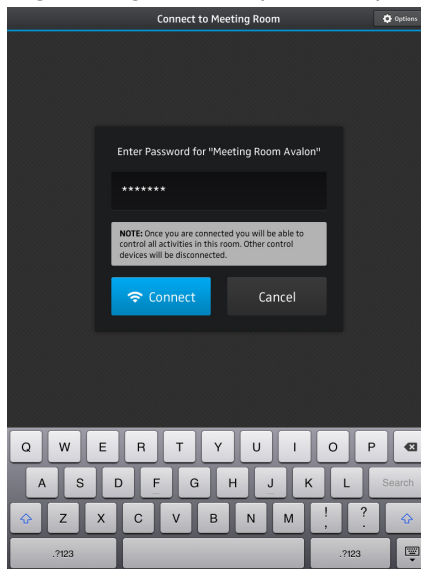 Connect to Meeting Room
Options
Enter Password for "Meeting Room Avalon"
*******
NOTE: Once you are connected you will be able to
control all activities in this room. Other control
devices will be disconnected.
Connect Cancel
Q W E R T Y U I O P
A S D F G H J K L Search
Z X C V B N M ! , ? .
.?123 .?123